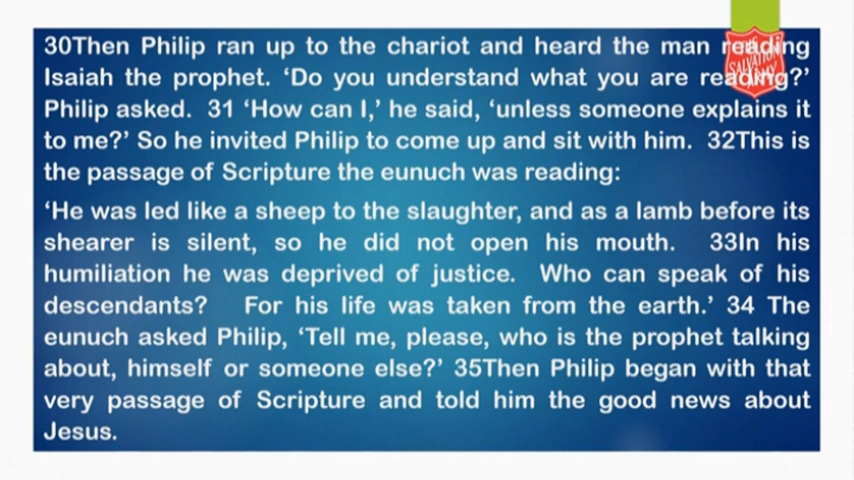 30Then Philip ran up to the chariot and heard the man reading
Isaiah the prophet. ‘Do you understand what you are reading?’
Philip asked. 31 ‘How can I,’ he said, ‘unless someone explains it
to me?’ So he invited Philip to come up and sit with him. 32This is
the passage of Scripture the eunuch was reading:
‘He was led like a sheep to the slaughter, and as a lamb before its
shearer is silent, so he did not open his mouth. 33In his
humiliation he was deprived of justice. Who can speak of his
descendants? For his life was taken from the earth.’ 34 The
eunuch asked Philip, ‘Tell me, please, who is the prophet talking
about, himself or someone else?’ 35Then Philip began with that
very passage of Scripture and told him the good news about
Jesus.
THE
SALVATION
ARMY